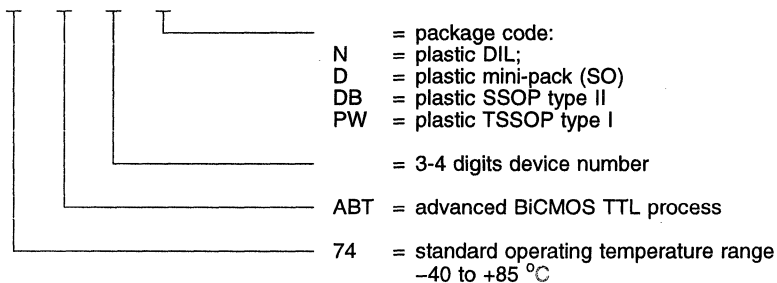 = package code:
N = plastic DIL;
D = plastic mini-pack (SO)
DB = plastic SSOP type II
PW = plastic TSSOP type I
= 3-4 digits device number
ABT = advanced BiCMOS TTL process
74 = standard operating temperature range
−40 to +85 °C